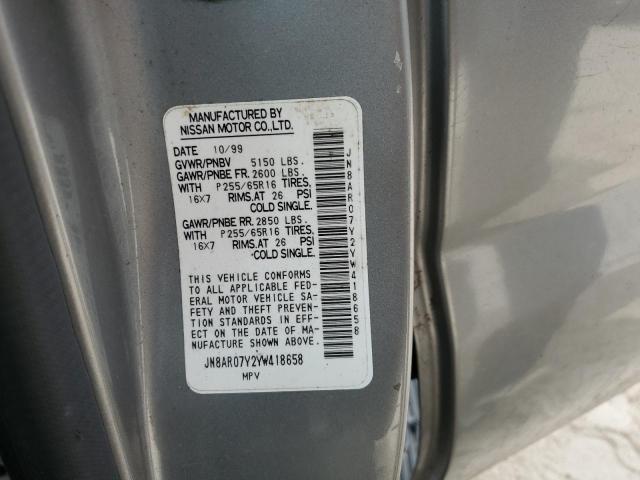 MANUFACTURED BY
NISSAN MOTOR CO.,LTD.
DATE 10/99
GVWR/PNBV 5150 LBS.
GAWR/PNBE FR. 2600 LBS.
WITH P255/65R16 TIRES,
16X7 RIMS,AT 26 PSI
COLD SINGLE.
GAWR/PNBE RR. 2850 LBS.
WITH P255/65R16 TIRES,
16X7 RIMS,AT 26 PSI
COLD SINGLE.
THIS VEHICLE CONFORMS
TO ALL APPLICABLE FED-
ERAL MOTOR VEHICLE SA-
FETY AND THEFT PREVEN-
TION STANDARDS IN EFF-
ECT ON THE DATE OF MA-
NUFACTURE SHOWN ABOVE.
JN8AR07Y2YW418658
MPV
JN8AR07Y2YW418658